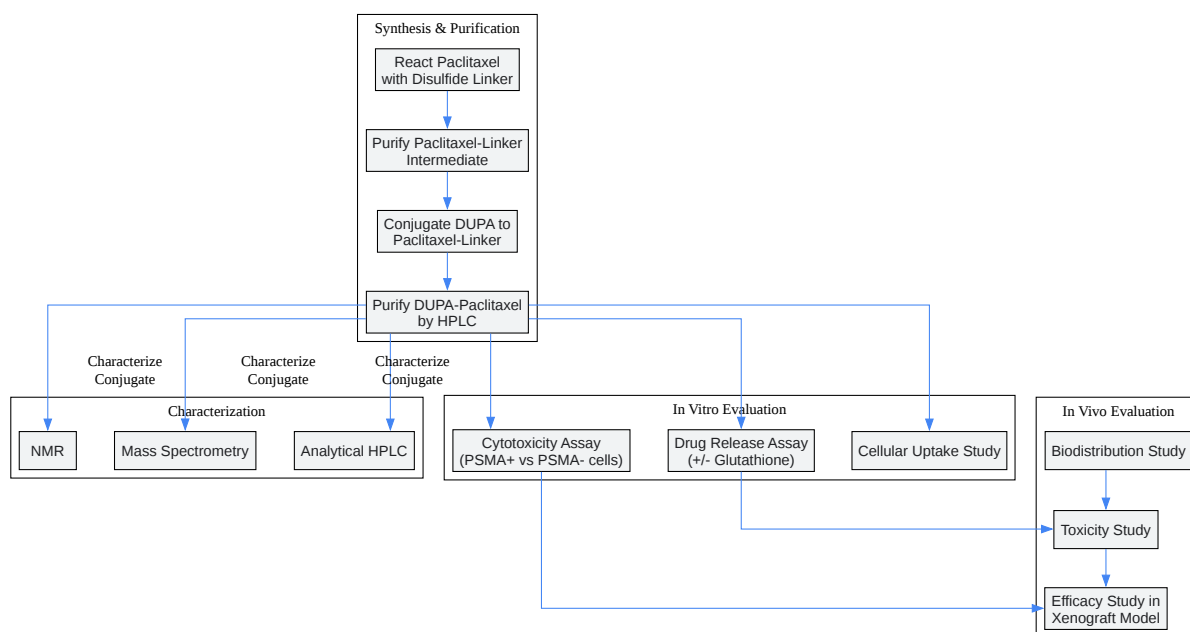 Synthesis & Purification
React Paclitaxel
with Disulfide Linker
Purify Paclitaxel-Linker
Intermediate
Conjugate DUPA to
Paclitaxel-Linker
Purify DUPA-Paclitaxel
by HPLC
Characterize
Conjugate
Characterize
Conjugate
Characterize
Conjugate
Characterization
NMR
Mass Spectrometry
Analytical HPLC
In Vitro Evaluation
Cytotoxicity Assay
(PSMA+ vs PSMA- cells)
Drug Release Assay
(+/- Glutathione)
Cellular Uptake Study
In Vivo Evaluation
Biodistribution Study
Toxicity Study
Efficacy Study in
Xenograft Model